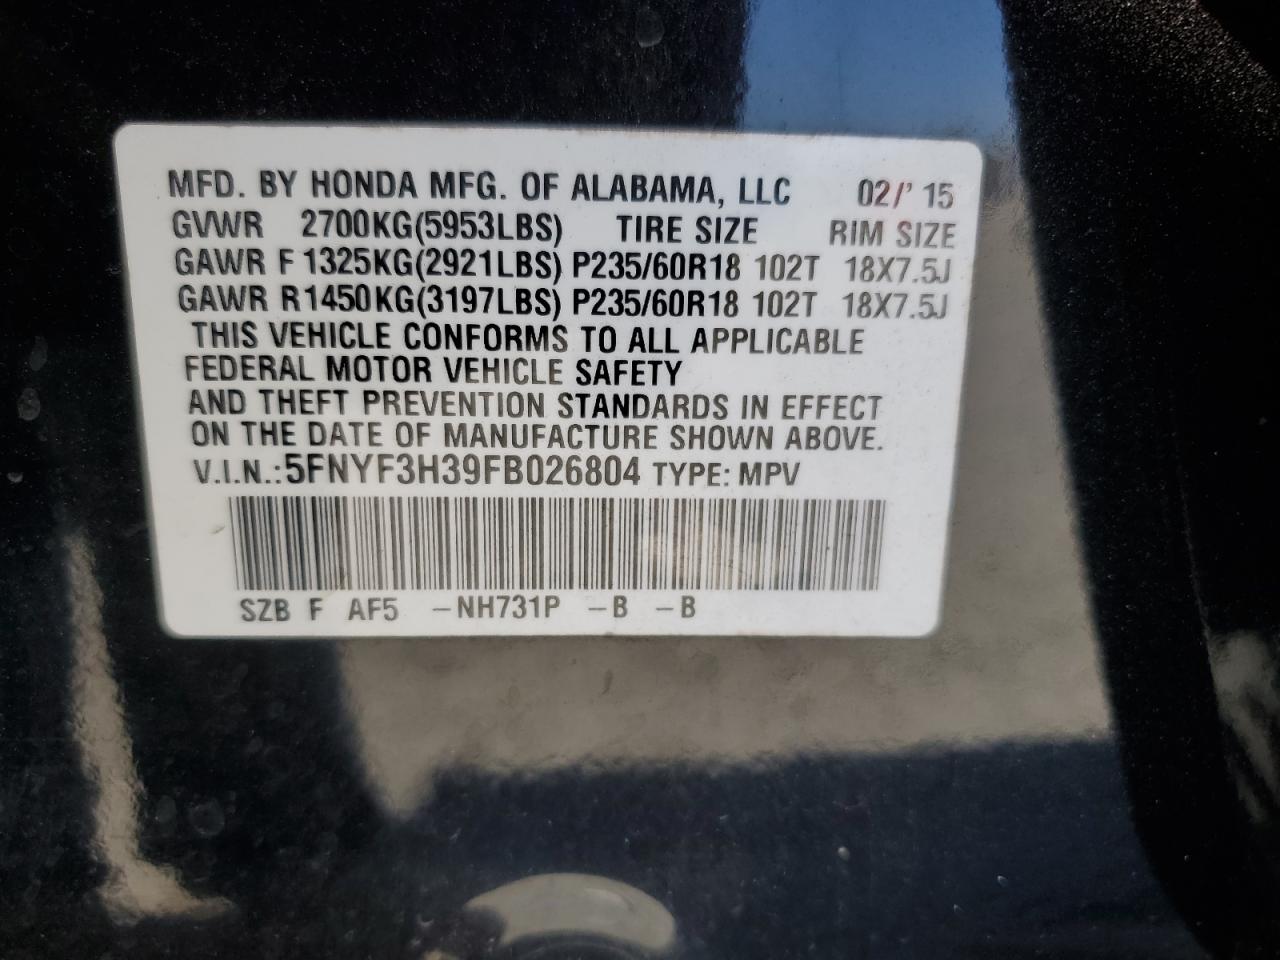 MFD. BY HONDA MFG. OF ALABAMA, LLC 02/' 15
GVWR 2700KG(5953LBS) TIRE SIZE RIM SIZE
GAWR F 1325KG(2921LBS) P235/60R18 102T 18X7.5J
GAWR R 1450KG(3197LBS) P235/60R18 102T 18X7.5J
THIS VEHICLE CONFORMS TO ALL APPLICABLE
FEDERAL MOTOR VEHICLE SAFETY
AND THEFT PREVENTION STANDARDS IN EFFECT
ON THE DATE OF MANUFACTURE SHOWN ABOVE.
V.I.N.: 5FNYF3H39FB026804 TYPE: MPV
SZB F AF5 -NH731P -B -B